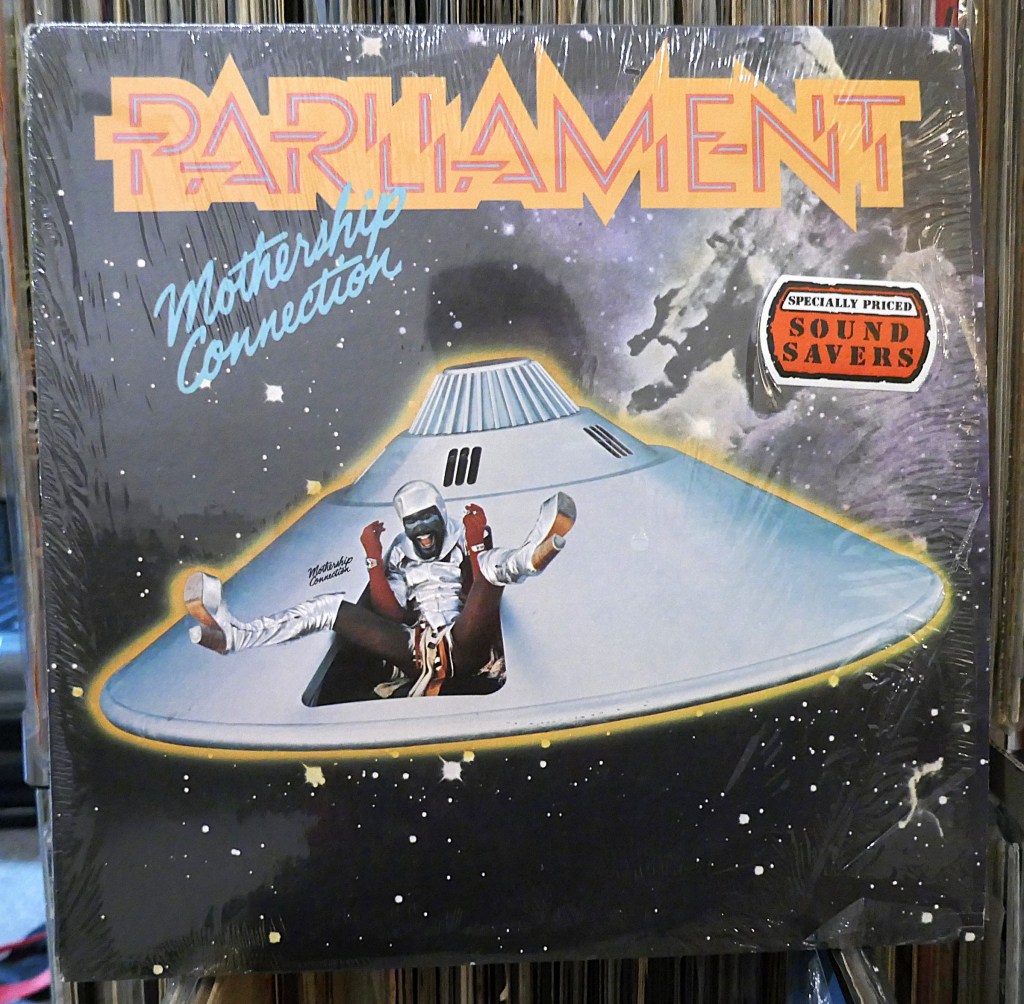 PARLIAMENT
Mothership
Connection
SPECIALLY PRICED
SOUND
SAVERS
Mothership
Connection